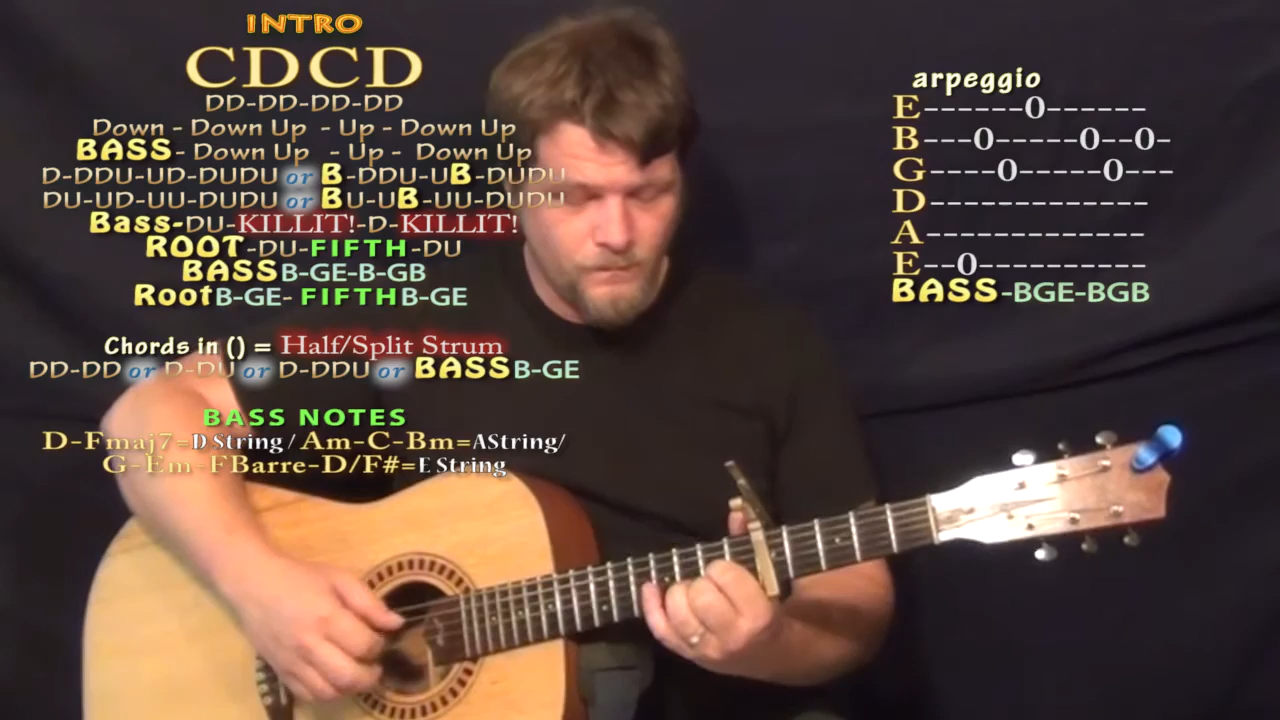 INTRO
CDCD
DD-DD-DD-DD
Down - Down Up - Up - Down Up
BASS - Down Up - Up - Down Up
D-DDU-UD-DUDU or B-DDU-UB-DUDU
DU-UD-UU-DUDU or BU-UB-UU-DUDU
Bass-DU-KILLIT!-D-KILLIT!
ROOT-DU-FIFTH-DU
BASSB-GE-B-GB
RootB-GE- FIFTHB-GE
Chords in () = Half/Split Strum
DD-DD or D-DU or D-DDU or BASSB-GE
BASS NOTES
D-Fmaj7=D String / Am-C-Bm=AString/
G-Em-FBarre-D/F#=E String
arpeggio
E------0------
B---0-----0--0-
G----0-----0---
D-------------
A-------------
E--0----------
BASS-BGE-BGB